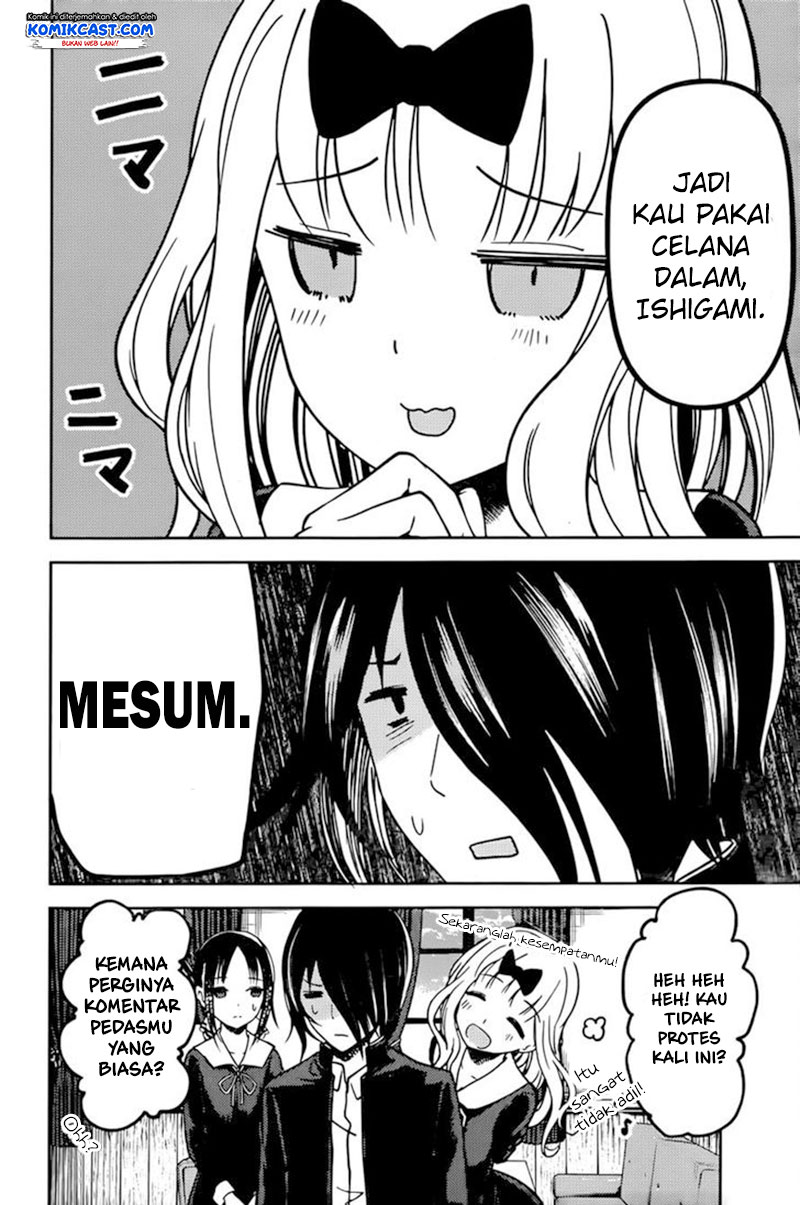 Komik ini diterjemahkan & diedit oleh
KOMIKCAST.COM
BUKAN WEB LAIN!!
JADI
KAU PAKAI
CELANA
DALAM,
ISHIGAMI.
ニマ
ニマ
MESUM.
HEH HEH
HEH! KAU
TIDAK
PROTES
KALI INI?
Sekaranglah kesempatanmu!
Itu
sangat
tidak adil!
KEMANA
PERGINYA
KOMENTAR
PEDASMU
YANG
BIASA?